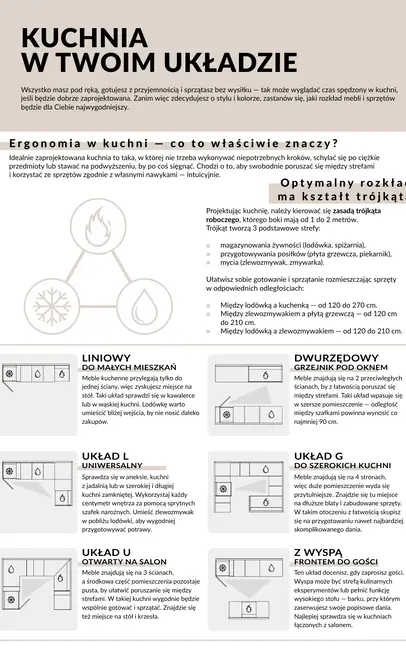 KUCHNIA
W TWOIM UKŁADZIE
Wszystko masz pod ręką, gotujesz z przyjemnością i sprzątasz bez wysiłku — tak może wyglądać czas spędzony w kuchni,
jeśli będzie dobrze zaprojektowana. Zanim więc zdecydujesz o stylu i kolorze, zastanów się, jaki rozkład mebli i sprzętów
będzie dla Ciebie najwygodniejszy.
Ergonomia w kuchni — co to właściwie znaczy?
Idealnie zaprojektowana kuchnia to taka, w której nie trzeba wykonywać niepotrzebnych kroków, schylać się po ciężkie
przedmioty lub stawać na podwyższeniu, by po coś sięgnąć. Chodzi o to, aby swobodnie poruszać się między strefami
i korzystać ze sprzętów zgodnie z własnymi nawykami — intuicyjnie.
Optymalny rozkła
ma kształt trójkąt
Projektując kuchnię, należy kierować się zasadą trójkąta
roboczego, którego boki mają od 1 do 2 metrów.
Trójkąt tworzą 3 podstawowe strefy:
magazynowania żywności (lodówka, spiżarnia),
przygotowywania posiłków (płyta grzewcza, piekarnik),
mycia (zlewozmywak, zmywarka).
Ułatwisz sobie gotowanie i sprzątanie rozmieszczając sprzęty
w odpowiednich odległościach:
Między lodówką a kuchenką — od 120 do 270 cm.
Między zlewozmywakiem a płytą grzewczą — od 120 cm
do 210 cm.
Między lodówką a zlewozmywakiem — od 120 do 210 cm.
LINIOWY
DO MAŁYCH MIESZKAŃ
Meble kuchenne przylegają tylko do
jednej ściany, więc zyskujesz miejsce na
stół. Taki układ sprawdzi się w kawalerce
lub w wąskiej kuchni. Lodówkę warto
umieścić bliżej wejścia, by nie nosić daleko
zakupów.
DWURZĘDOWY
GRZEJNIK POD OKNEM
Meble znajdują się na 2 przeciwległych
ścianach, by z łatwością poruszać się
między strefami. Taki układ wpasuje się
w szersze pomieszczenie — odległość
między szafkami powinna wynosić co
najmniej 90 cm.
UKŁAD L
UNIWERSALNY
Sprawdza się w aneksie, kuchni
z jadalnią lub w szerokiej i długiej
kuchni zamkniętej. Wykorzystaj każdy
centymetr wnętrza za pomocą sprytnych
szafek narożnych. Umieść zlewozmywak
w pobliżu lodówki, aby wygodniej
przygotowywać potrawy.
UKŁAD G
DO SZEROKICH KUCHNI
Meble znajdują się na 4 stronach,
więc duże pomieszczenie wyda się
przytulniejsze. Znajdzie się tu miejsce
na dłuższe blaty i zabudowane sprzęty.
W takim otoczeniu z łatwością skupisz
się na przygotowaniu nawet najbardziej
skomplikowanego dania.
UKŁAD U
OTWARTY NA SALON
Meble znajdują się na 3 ścianach,
a środkowa część pomieszczenia pozostaje
pusta, by ułatwić poruszanie się między
strefami. W takiej kuchni wygodnie będzie
wspólnie gotować i sprzątać. Znajdzie się
też miejsce na stół i krzesła.
Z WYSPĄ
FRONTEM DO GOŚCI
Ten układ docenisz, gdy zaprosisz gości.
Wyspa może być strefą kulinarnych
eksperymentów lub pełnić funkcję
wysokiego stołu — barku, przy którym
zaserwujesz swoje popisowe dania.
Najlepiej sprawdzi się w kuchniach
łączonych z salonem.